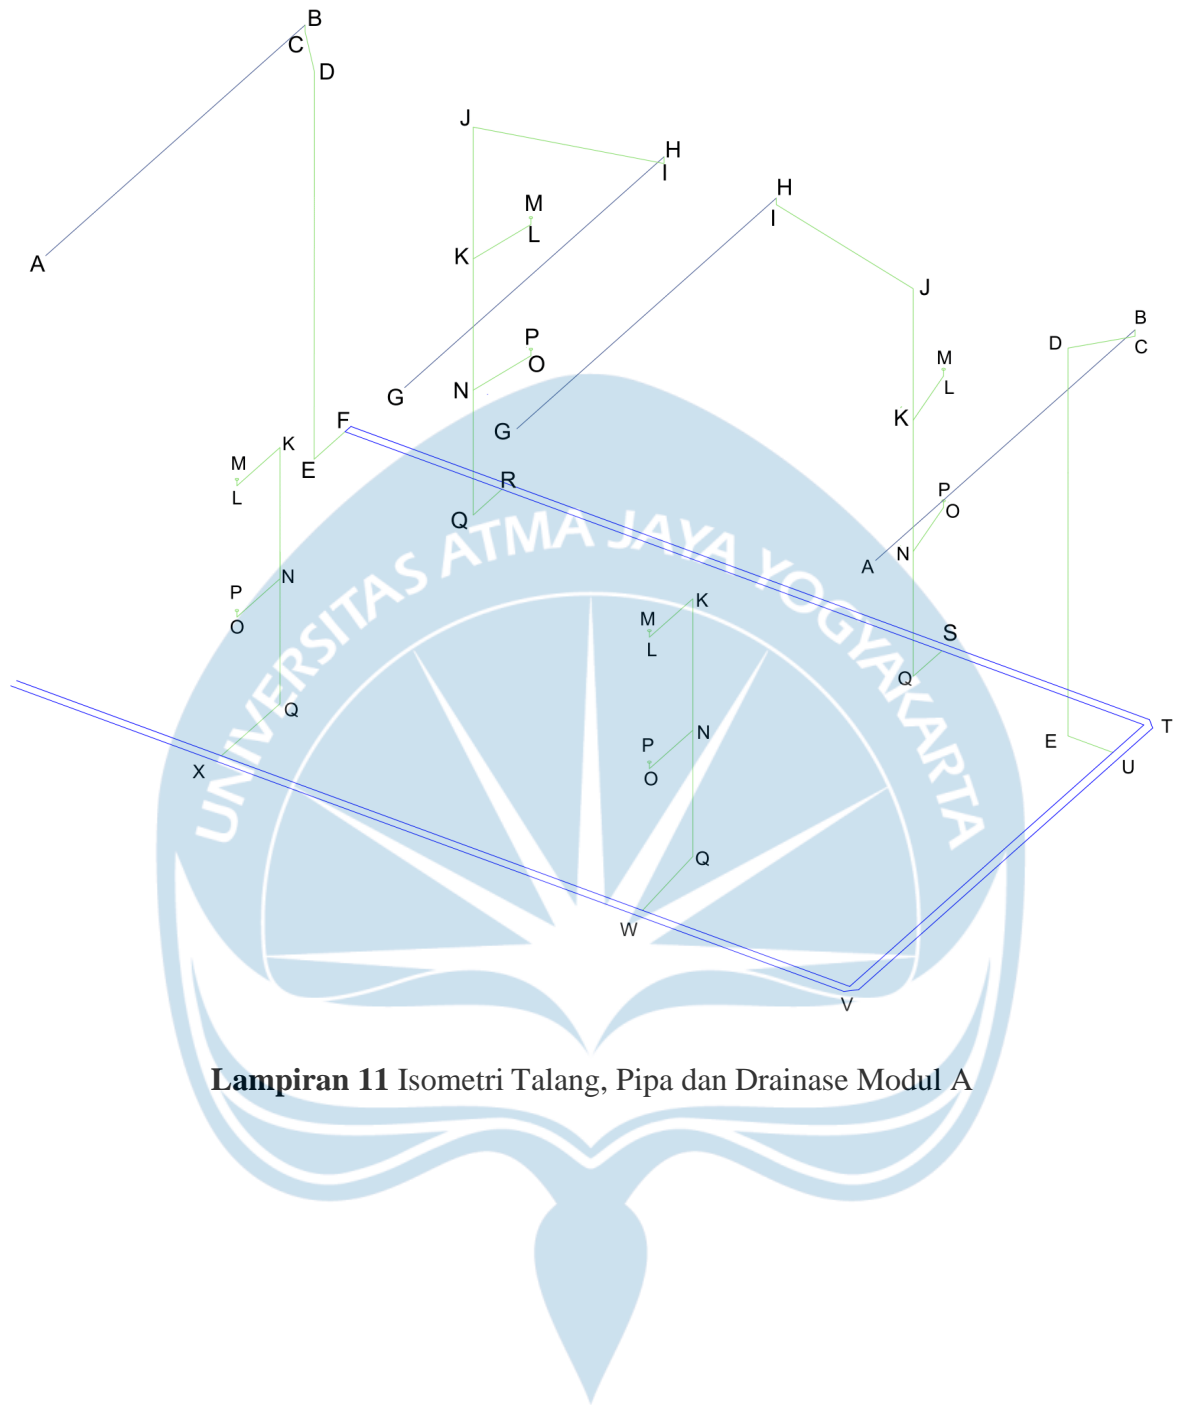 B
C
D
A
J
H
I
M
L
K
G
P
O
N
H
I
J
M
L
K
G
B
D
C
P
O
N
A
F
E
R
Q
K
M
L
N
P
O
Q
X
S
Q
T
E
U
K
M
L
N
P
O
Q
W
V
UNIVERSITAS ATMA JAYA YOGYAKARTA
Lampiran 11 Isometri Talang, Pipa dan Drainase Modul A